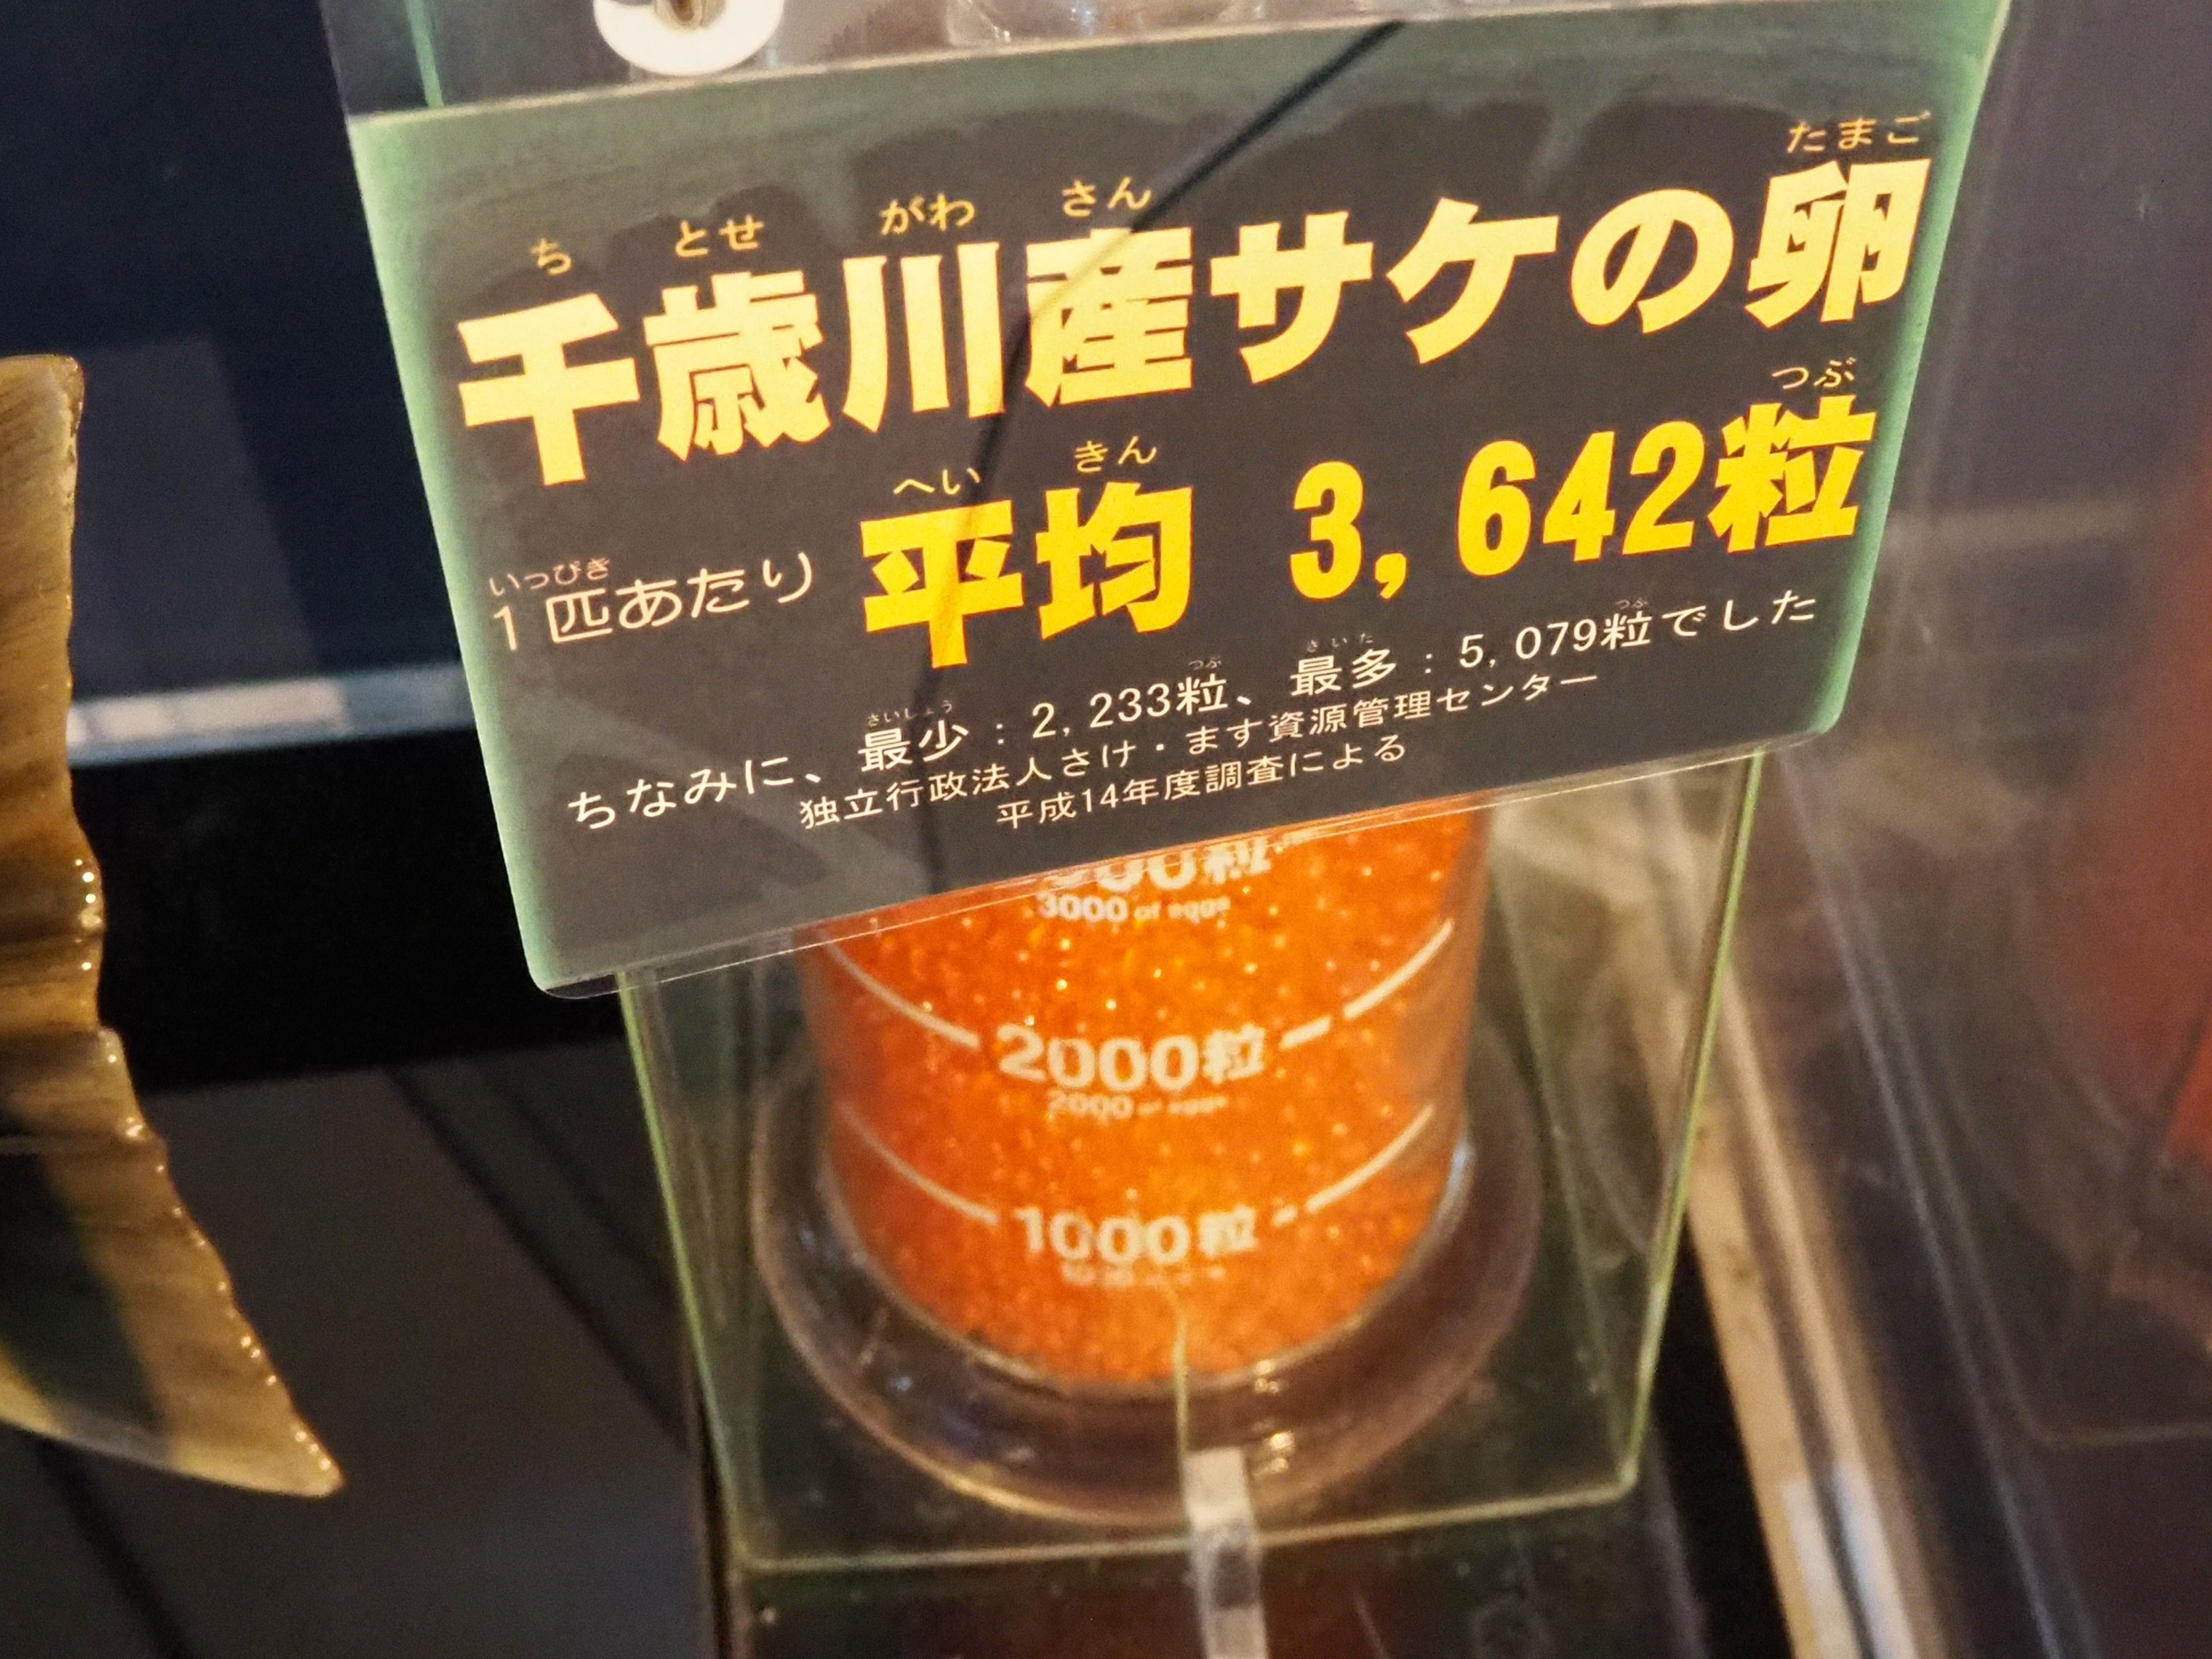 千歳川産サケの卵
1匹あたり 平均 3,642粒
ちなみに、最少：2,233粒、最多：5,079粒でした
独立行政法人さけ・ます資源管理センター
平成14年度調査による
3000 of eggs
2000粒
2000 of eggs
1000粒